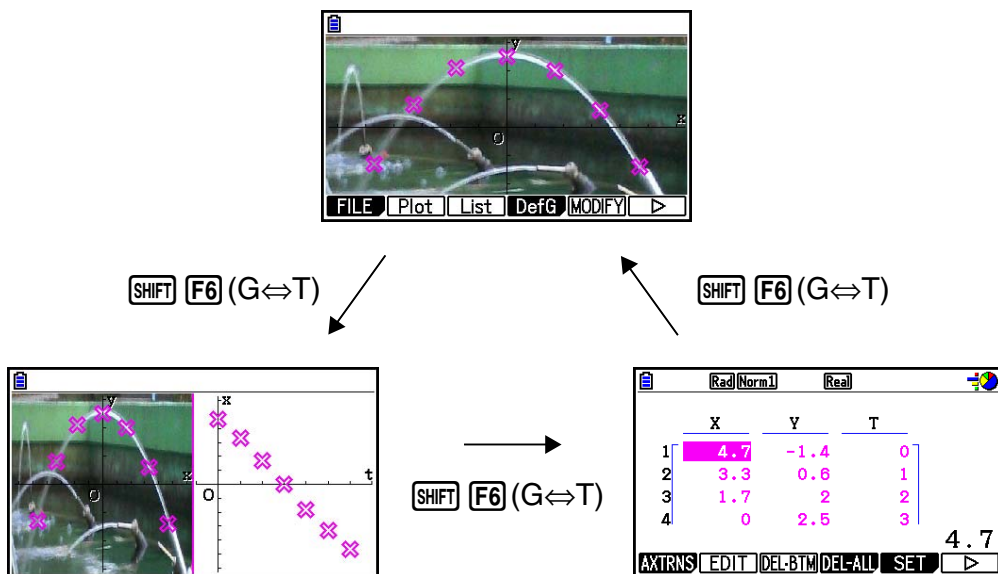 y
x
O
FILE Plot List DefG MODIFY ▷
SHIFT F6 (G⇔T)
SHIFT F6 (G⇔T)
y
x
O
x
t
O
SHIFT F6 (G⇔T)
Rad Norm1 Real
X Y T
1 4.7 -1.4 0
2 3.3 0.6 1
3 1.7 2 2
4 0 2.5 3
4.7
AXTRNS EDIT DEL-BTM DEL-ALL SET ▷